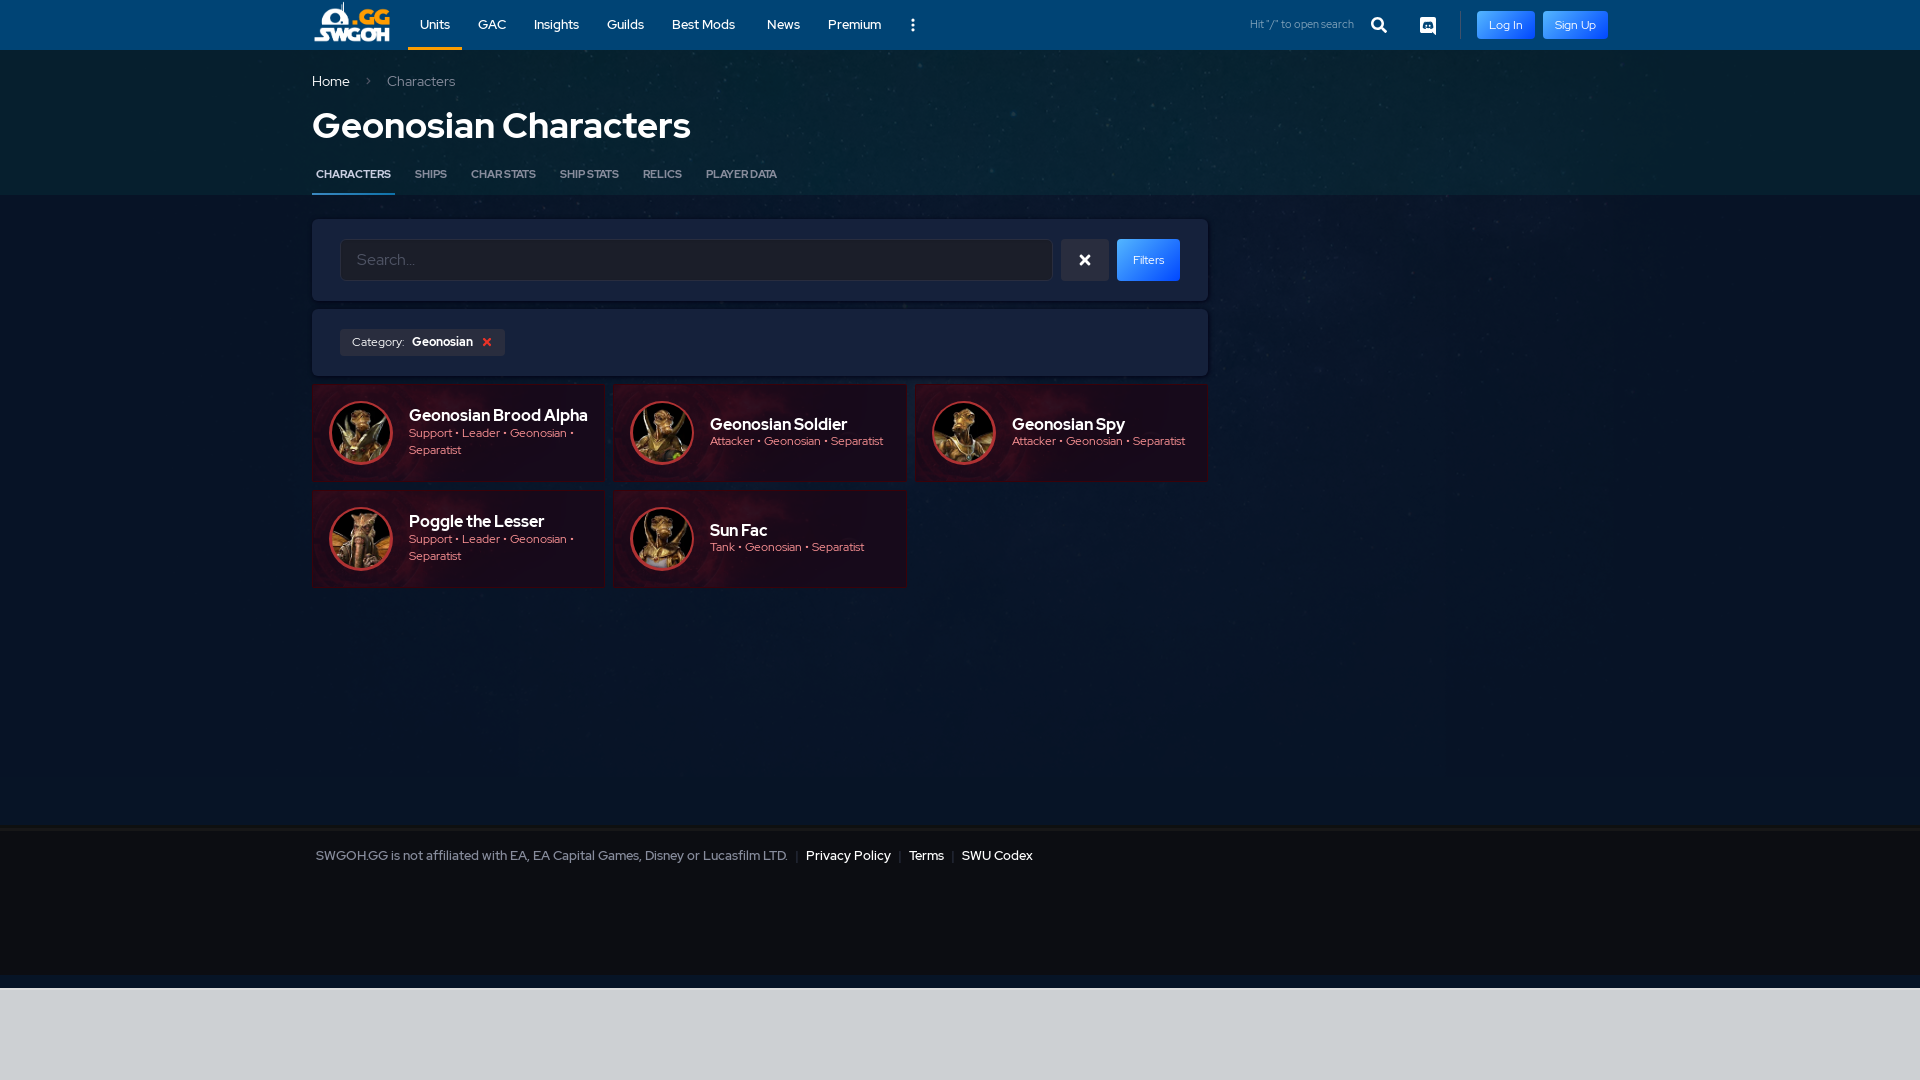 .GG
SWGOH
Units
GAC
Insights
Guilds
Best Mods
News
Premium
Hit "/" to open search
Log In
Sign Up
Home
Characters
Geonosian Characters
CHARACTERS
SHIPS
CHAR STATS
SHIP STATS
RELICS
PLAYER DATA
Search...
Filters
Category: Geonosian
Geonosian Brood Alpha
Support • Leader • Geonosian •
Separatist
Geonosian Soldier
Attacker • Geonosian • Separatist
Geonosian Spy
Attacker • Geonosian • Separatist
Poggle the Lesser
Support • Leader • Geonosian •
Separatist
Sun Fac
Tank • Geonosian • Separatist
SWGOH.GG is not affiliated with EA, EA Capital Games, Disney or Lucasfilm LTD. | Privacy Policy | Terms | SWU Codex